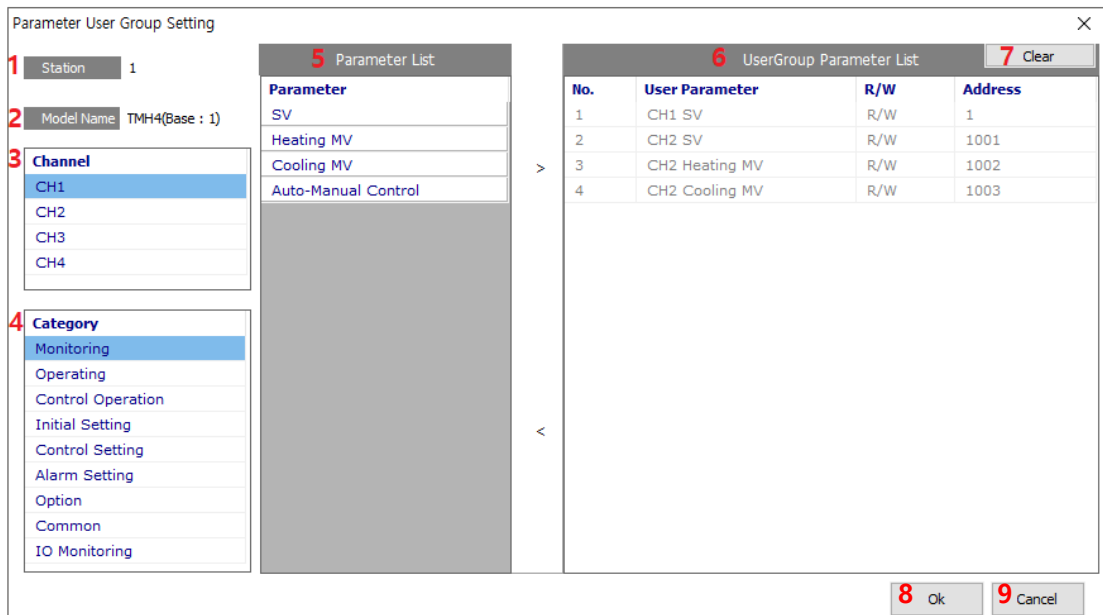 Parameter User Group Setting
1 Station 1
2 Model Name TMH4(Base : 1)
3 Channel
CH1
CH2
CH3
CH4
4 Category
Monitoring
Operating
Control Operation
Initial Setting
Control Setting
Alarm Setting
Option
Common
IO Monitoring
5 Parameter List
Parameter
SV
Heating MV
Cooling MV
Auto-Manual Control
>
<
6 UserGroup Parameter List
7 Clear
No. User Parameter R/W Address
1 CH1 SV R/W 1
2 CH2 SV R/W 1001
3 CH2 Heating MV R/W 1002
4 CH2 Cooling MV R/W 1003
8 Ok
9 Cancel